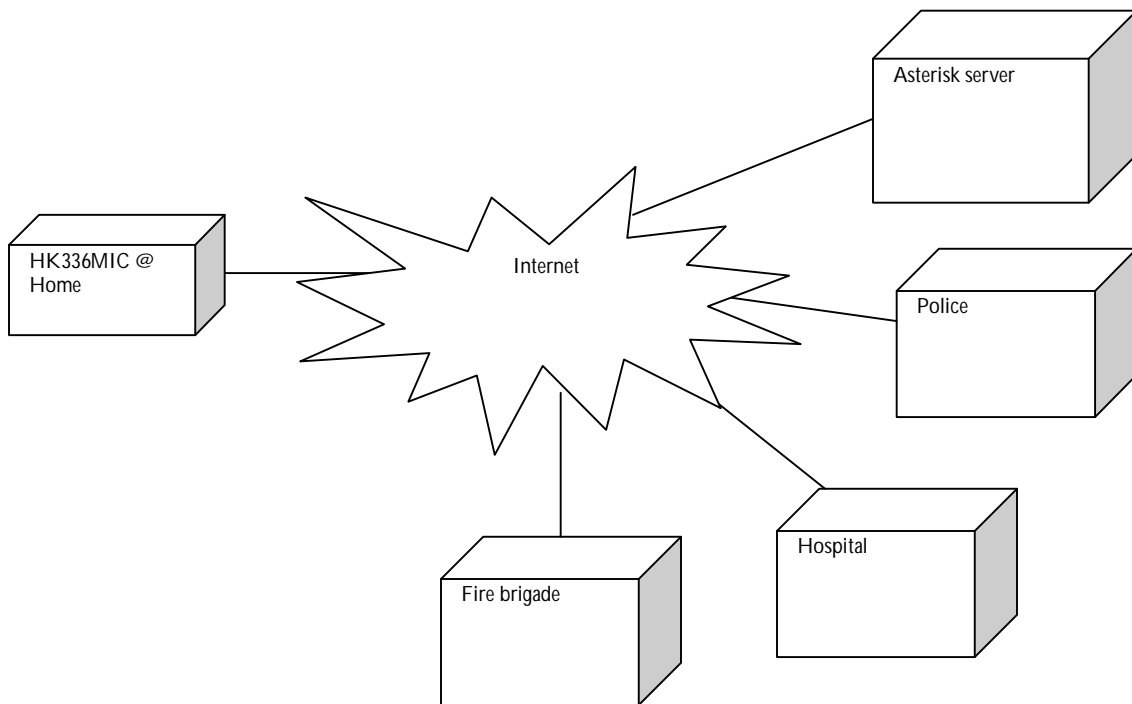 Asterisk server
HK336MIC @
Home
Internet
Police
Hospital
Fire brigade